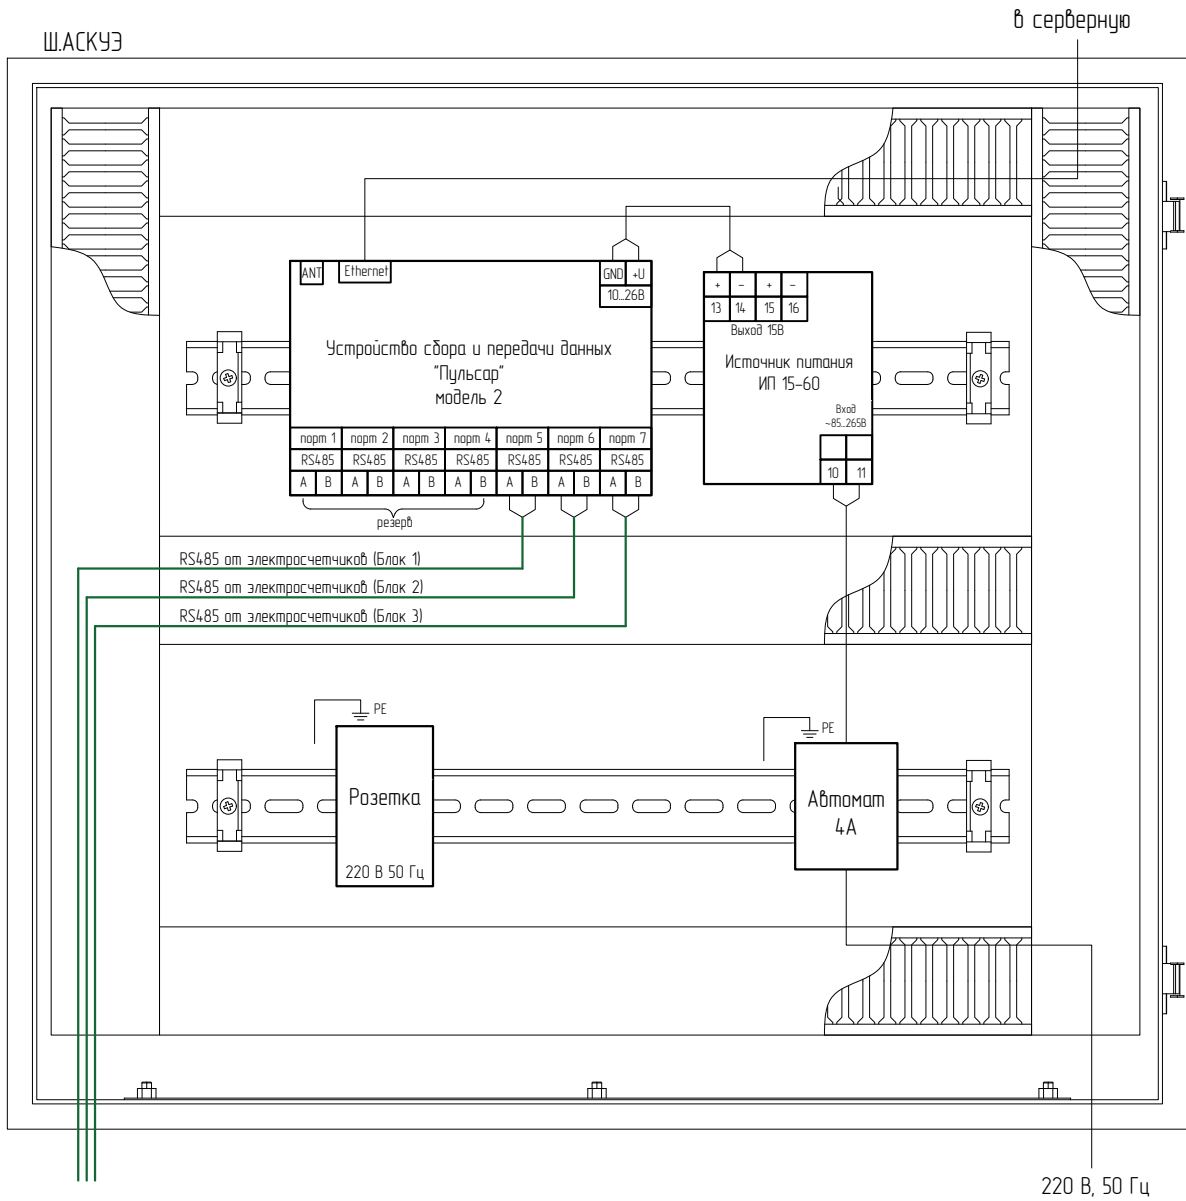 в серверную
Ш.АСКУЭ
ANT
Ethernet
GND +U
10...26В
+ - + -
13 14 15 16
Выход 15В
Устройство сбора и передачи данных
"Пульсар"
модель 2
Источник питания
ИП 15-60
Вход
~85...265В
10 11
порт 1 порт 2 порт 3 порт 4 порт 5 порт 6 порт 7
RS485 RS485 RS485 RS485 RS485 RS485 RS485
A B A B A B A B A B A B A B
резерв
RS485 от электросчетчиков (Блок 1)
RS485 от электросчетчиков (Блок 2)
RS485 от электросчетчиков (Блок 3)
PE
PE
Розетка
220 В 50 Гц
Автомат
4А
220 В, 50 Гц